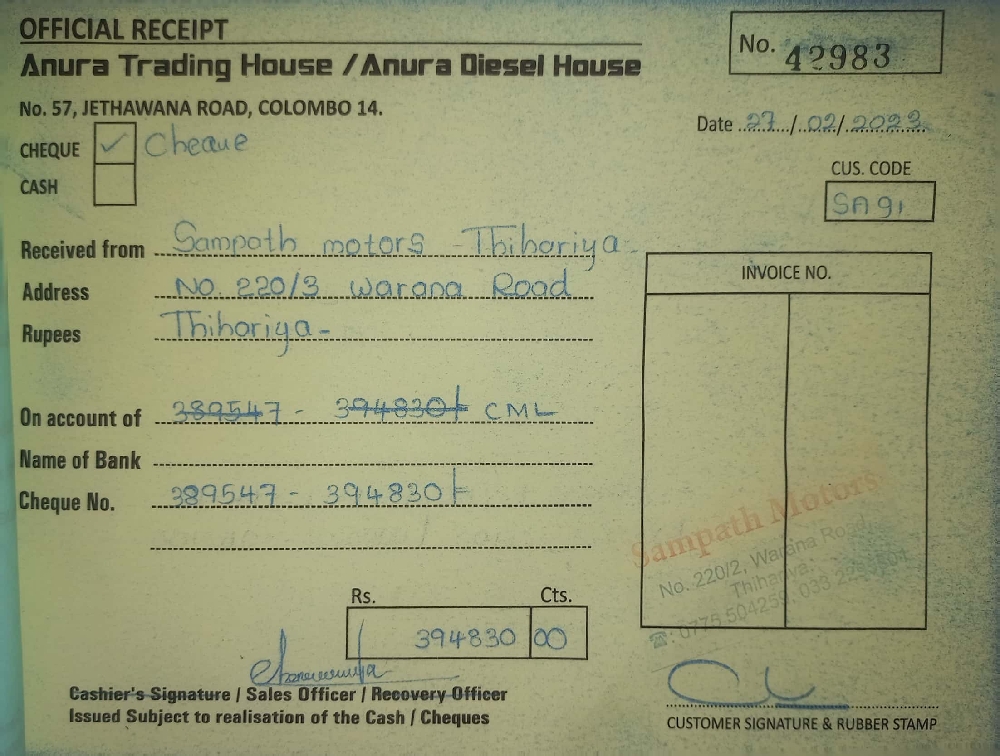 OFFICIAL RECEIPT
No. 42983
Anura Trading House / Anura Diesel House
No. 57, JETHAWANA ROAD, COLOMBO 14.
Date 27/02/2023
CHEQUE ✓ Cheque
CASH
CUS. CODE
SA 91
Received from Sampath motors - Thihariya -
Address No. 220/3 Warana Road
Rupees Thihariya -
INVOICE NO.
On account of 389547 - 394830/- CML
Name of Bank
Cheque No. 389547 - 394830/-
Sampath Motors
No. 220/2, Warana Road,
Thihariya.
☎: 0775 504259, 033
Rs. Cts.
394830 00
Cashier's Signature / Sales Officer / Recovery Officer
Issued Subject to realisation of the Cash / Cheques
CUSTOMER SIGNATURE & RUBBER STAMP